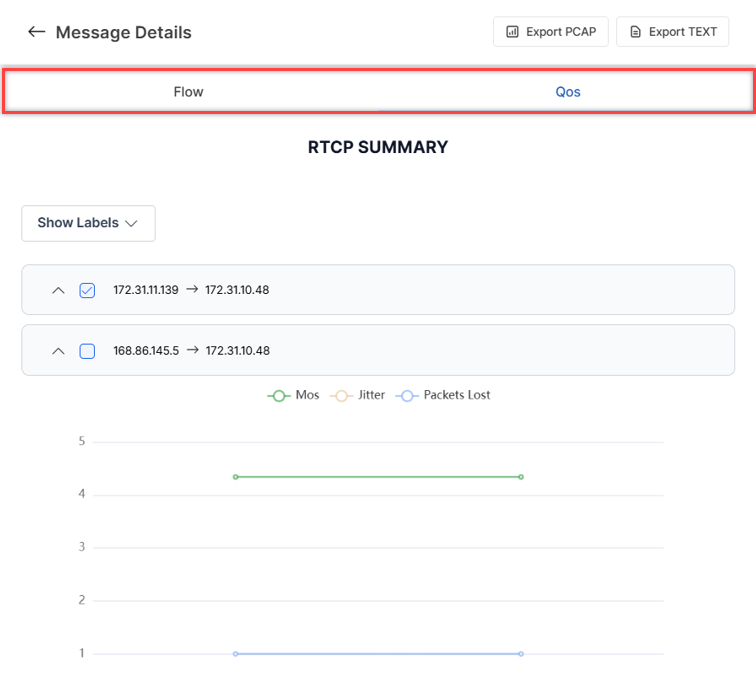 Message Details
Export PCAP
Export TEXT
Flow
Qos
RTCP SUMMARY
Show Labels
172.31.11.139 → 172.31.10.48
168.86.145.5 → 172.31.10.48
Mos Jitter Packets Lost
5
4
3
2
1